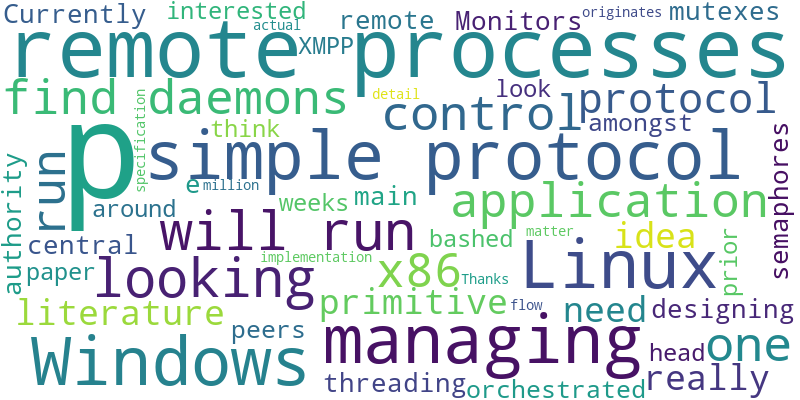 Currently interested remote Monitors originates mutexes
actual XMPP
remote processes
find daemons detail look protocol
control amongst
p specification think
simple protocol
run semaphores
e million weeks main application
around
authority will run bashed matter idea prior
central
paper looking implementation x86 Thanks Linux
literature primitive flow need designing
peers
Windows managing head one
threading orchestrated really